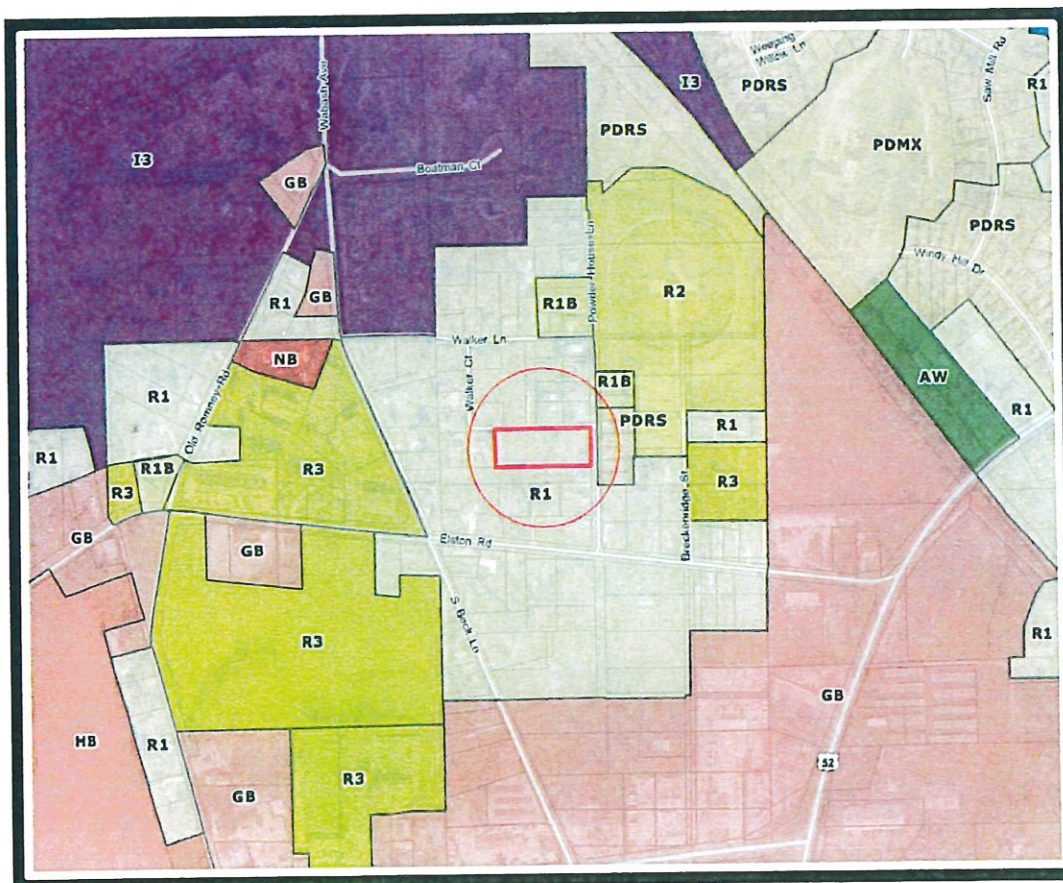 Weeping
Willow Ln
Saw Mill Rd
I3
PDRS
R1
Wabash Ave
PDRS
I3
PDMX
Boatman Ct
GB
PDRS
Powder House Ln
Windy Hill Dr
R1
GB
R1B
R2
Walker Ln
NB
Walker Ct
R1B
AW
R1
Old Romney Rd
PDRS
R1
R1
R1
R1B
R3
R3
R1
R3
Breckenridge St
GB
Elston Rd
GB
S Beck Ln
R3
R1
GB
HB
R1
52
GB
R3